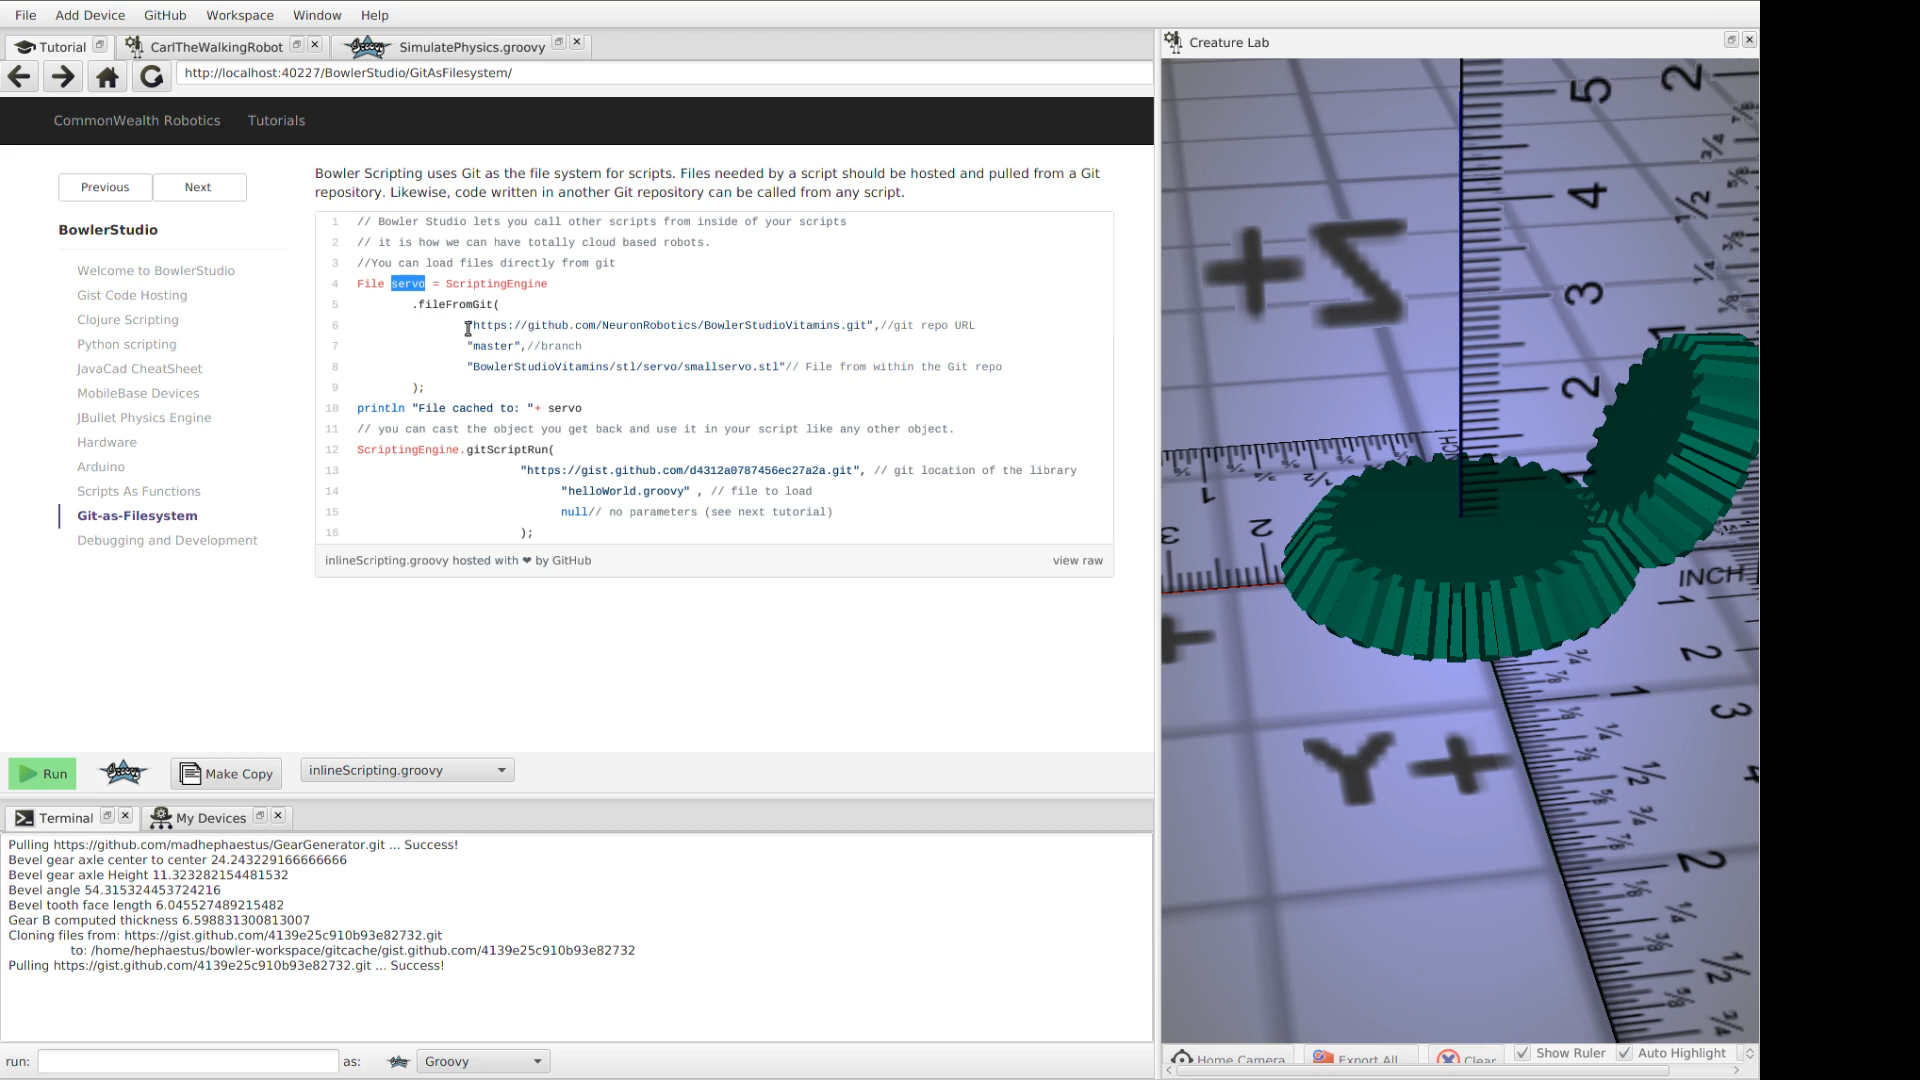 File Add Device GitHub Workspace Window Help
Tutorial CarlTheWalkingRobot SimulatePhysics.groovy
http://localhost:40227/BowlerStudio/GitAsFilesystem/
CommonWealth Robotics Tutorials
Previous Next
BowlerStudio
Welcome to BowlerStudio
Gist Code Hosting
Clojure Scripting
Python scripting
JavaCad CheatSheet
MobileBase Devices
JBullet Physics Engine
Hardware
Arduino
Scripts As Functions
Git-as-Filesystem
Debugging and Development
Bowler Scripting uses Git as the file system for scripts. Files needed by a script should be hosted and pulled from a Git
repository. Likewise, code written in another Git repository can be called from any script.
1 // Bowler Studio lets you call other scripts from inside of your scripts
2 // it is how we can have totally cloud based robots.
3 //You can load files directly from git
4 File servo = ScriptingEngine
5 .fileFromGit(
6 "https://github.com/NeuronRobotics/BowlerStudioVitamins.git",//git repo URL
7 "master",//branch
8 "BowlerStudioVitamins/stl/servo/smallservo.stl"// File from within the Git repo
9 );
10 println "File cached to: "+ servo
11 // you can cast the object you get back and use it in your script like any other object.
12 ScriptingEngine.gitScriptRun(
13 "https://gist.github.com/d4312a0787456ec27a2a.git", // git location of the library
14 "helloWorld.groovy" , // file to load
15 null// no parameters (see next tutorial)
16 );
inlineScripting.groovy hosted with ❤ by GitHub view raw
Run Groovy Make Copy inlineScripting.groovy
Terminal My Devices
Pulling https://github.com/madhephaestus/GearGenerator.git ... Success!
Bevel gear axle center to center 24.243229166666666
Bevel gear axle Height 11.323282154481532
Bevel angle 54.315324453724216
Bevel tooth face length 6.045527489215482
Gear B computed thickness 6.598831300813007
Cloning files from: https://gist.github.com/4139e25c910b93e82732.git
to: /home/hephaestus/bowler-workspace/gitcache/gist.github.com/4139e25c910b93e82732
Pulling https://gist.github.com/4139e25c910b93e82732.git ... Success!
run: as: Groovy
Creature Lab
5 2
4
+Z
3
2
1
1 2 3
INCH
1
2
1
3
Y+
2
Home Camera Export All Clear Show Ruler Auto Highlight